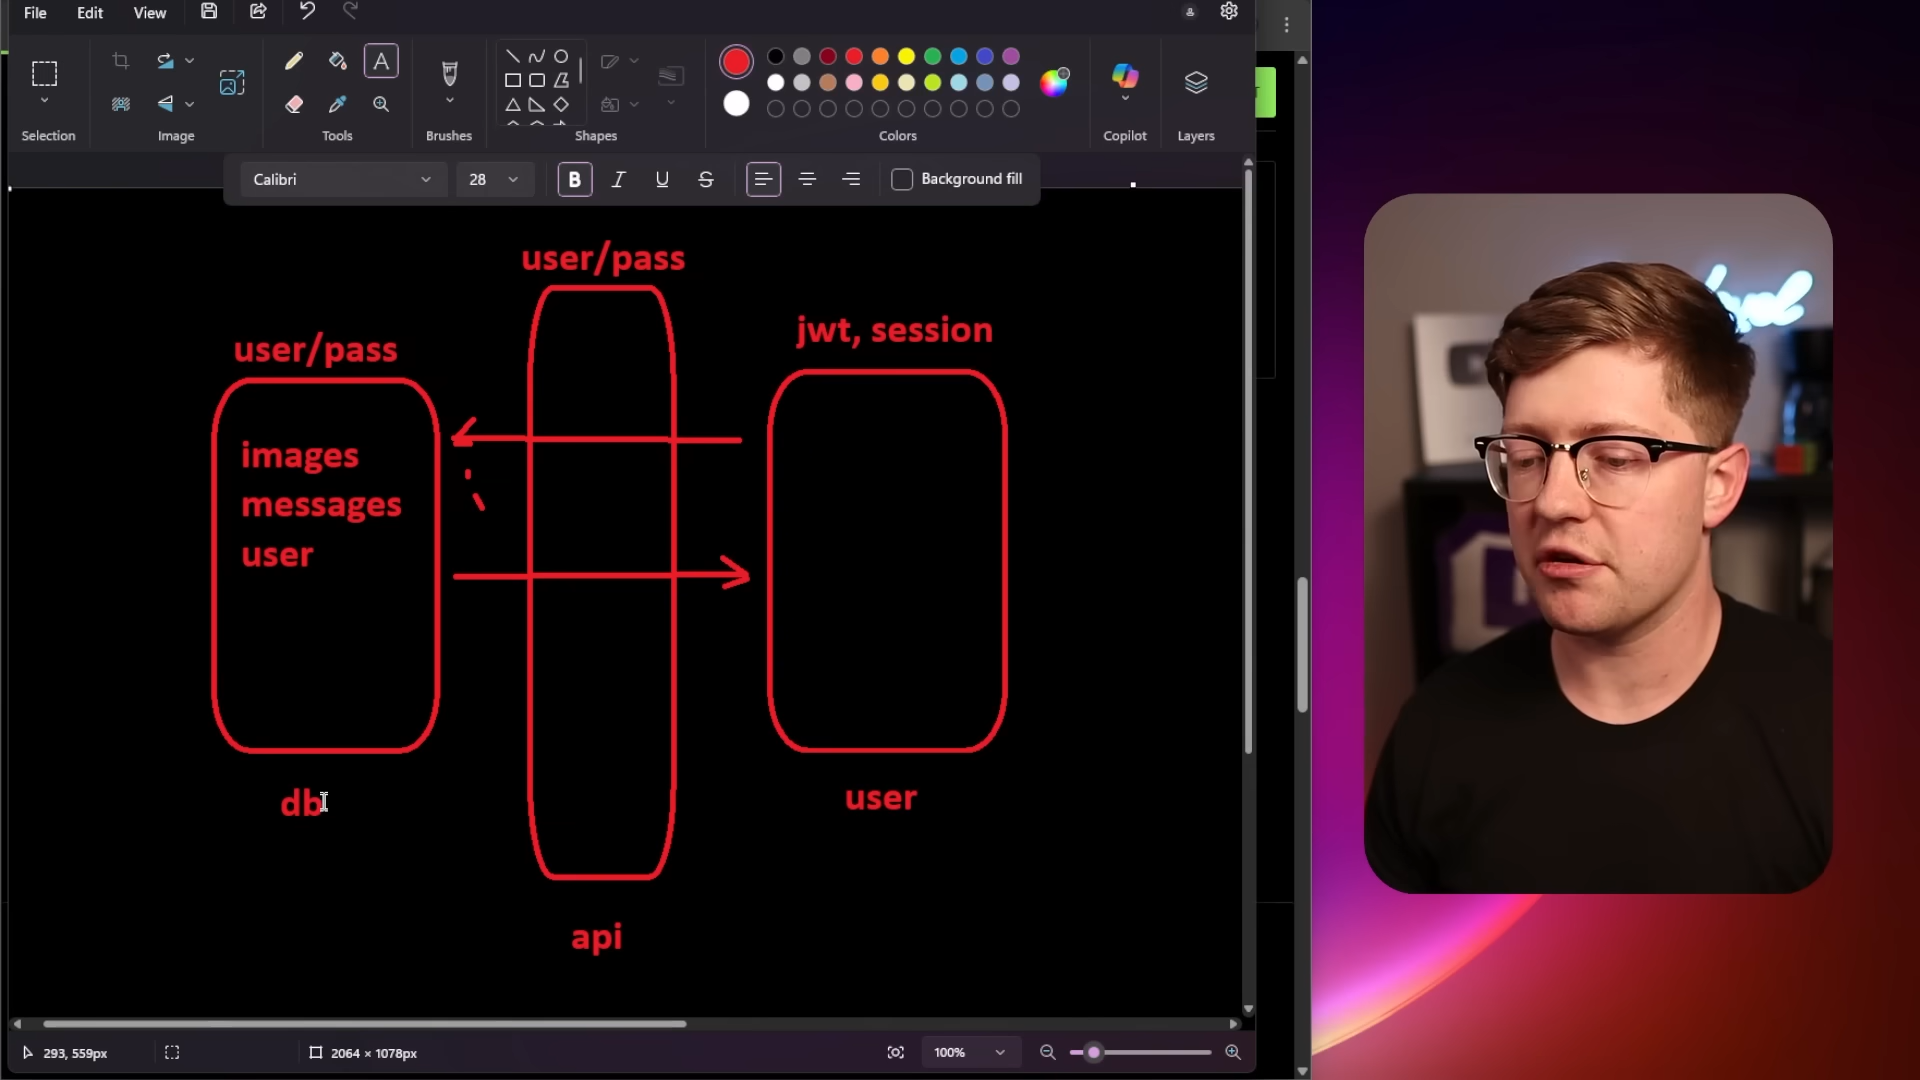 File Edit View
Selection
Image
Tools
Brushes
Shapes
Colors
Copilot
Layers
Calibri
28
B I U S
Background fill
user/pass
jwt, session
user/pass
images
messages
user
db
user
api
293, 559px
2064 × 1078px
100%